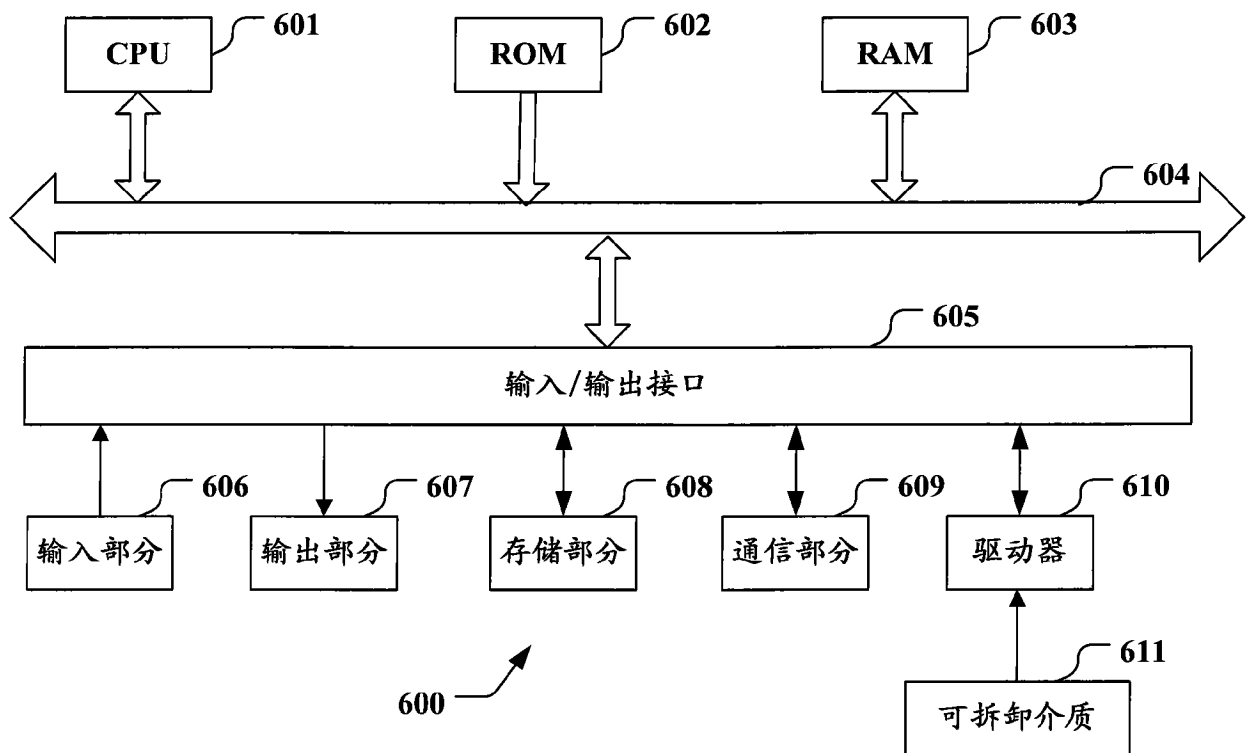 601
602
603
CPU
ROM
RAM
604
605
输入/输出接口
606
607
608
609
610
输入部分
输出部分
存储部分
通信部分
驱动器
600
611
可拆卸介质